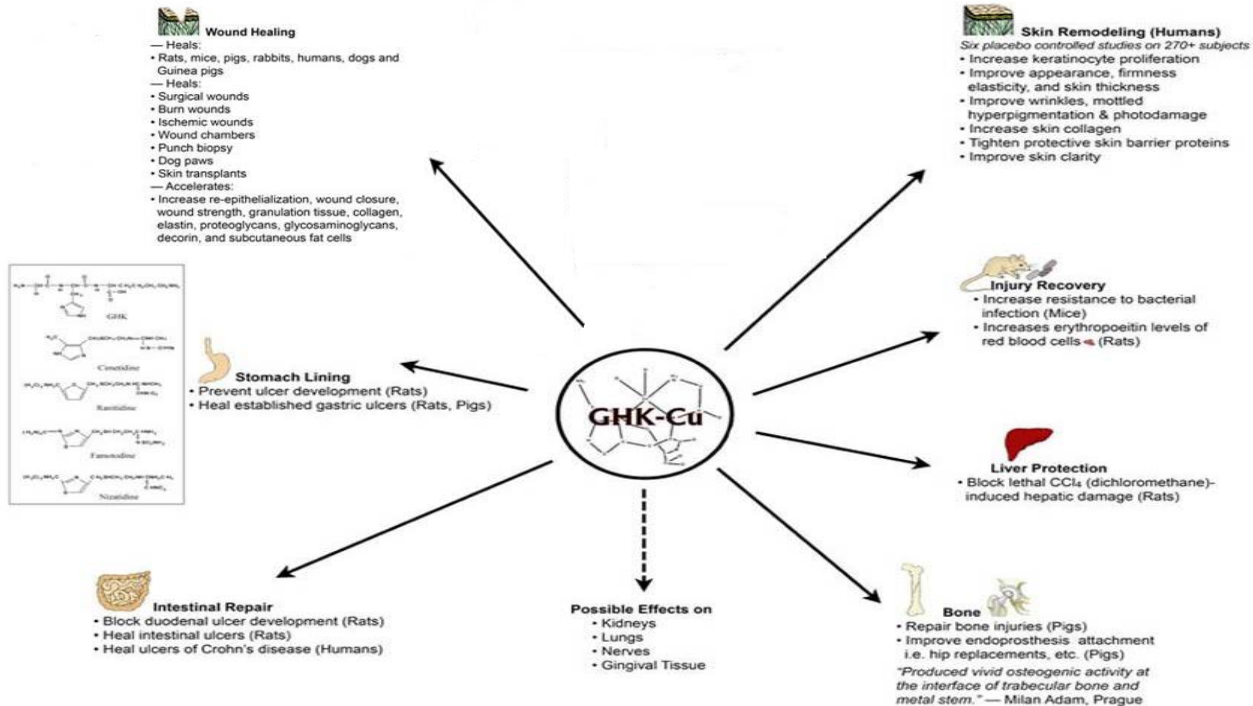 Wound Healing
— Heals:
• Rats, mice, pigs, rabbits, humans, dogs and
Guinea pigs
— Heals:
• Surgical wounds
• Burn wounds
• Ischemic wounds
• Wound chambers
• Punch biopsy
• Dog paws
• Skin transplants
— Accelerates:
• Increase re-epithelialization, wound closure,
wound strength, granulation tissue, collagen,
elastin, proteoglycans, glycosaminoglycans,
decorin, and subcutaneous fat cells
Skin Remodeling (Humans)
Six placebo controlled studies on 270+ subjects
• Increase keratinocyte proliferation
• Improve appearance, firmness
elasticity, and skin thickness
• Improve wrinkles, mottled
hyperpigmentation & photodamage
• Increase skin collagen
• Tighten protective skin barrier proteins
• Improve skin clarity
Injury Recovery
• Increase resistance to bacterial
infection (Mice)
• Increases erythropoeitin levels of
red blood cells (Rats)
GHK
Cimetidine
Ranitidine
Famotodine
Nizatidine
Stomach Lining
• Prevent ulcer development (Rats)
• Heal established gastric ulcers (Rats, Pigs)
GHK-Cu
Liver Protection
• Block lethal CCl₄ (dichloromethane)-
induced hepatic damage (Rats)
Intestinal Repair
• Block duodenal ulcer development (Rats)
• Heal intestinal ulcers (Rats)
• Heal ulcers of Crohn's disease (Humans)
Possible Effects on
• Kidneys
• Lungs
• Nerves
• Gingival Tissue
Bone
• Repair bone injuries (Pigs)
• Improve endoprosthesis attachment
i.e. hip replacements, etc. (Pigs)
"Produced vivid osteogenic activity at
the interface of trabecular bone and
metal stem." — Milan Adam, Prague